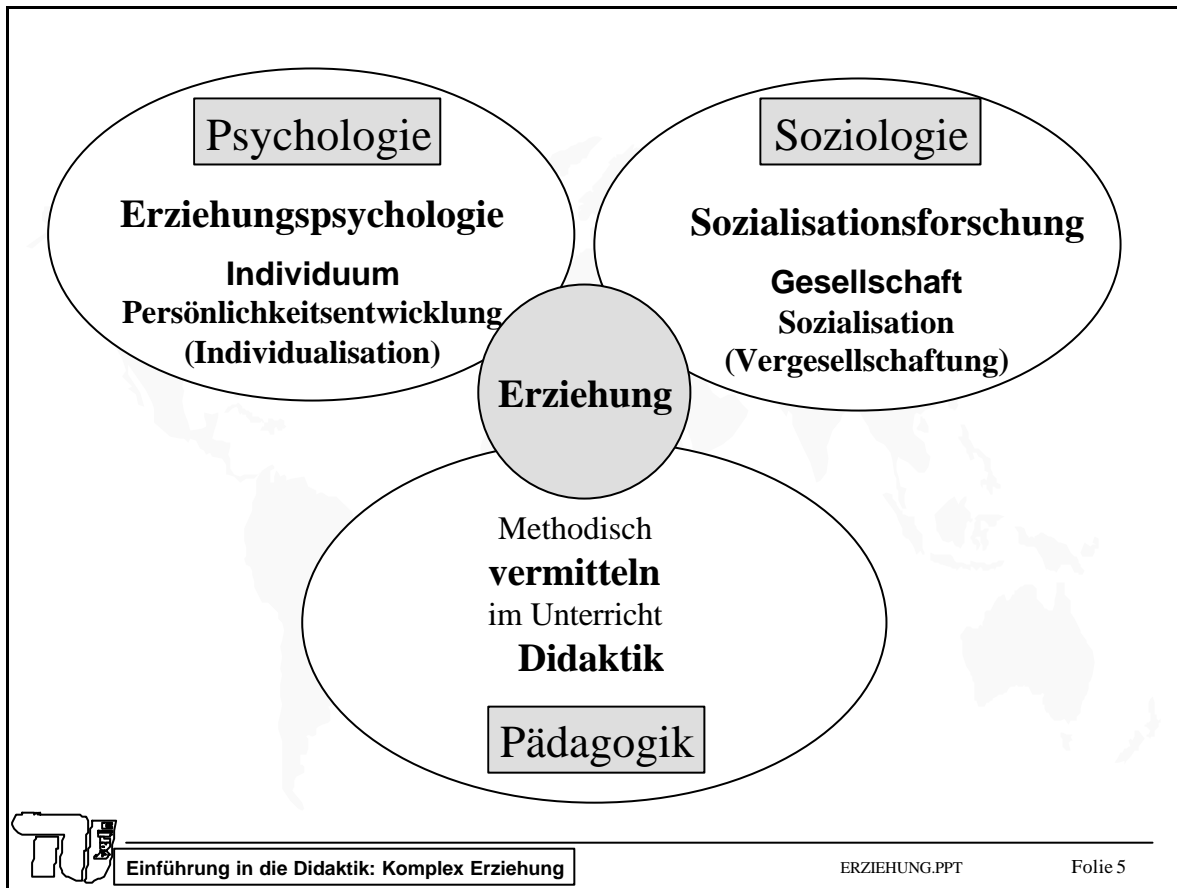 Psychologie
Erziehungspsychologie
Individuum
Persönlichkeitsentwicklung
(Individualisation)
Soziologie
Sozialisationsforschung
Gesellschaft
Sozialisation
(Vergesellschaftung)
Erziehung
Methodisch
vermitteln
im Unterricht
Didaktik
Pädagogik
Einführung in die Didaktik: Komplex Erziehung
ERZIEHUNG.PPT
Folie 5